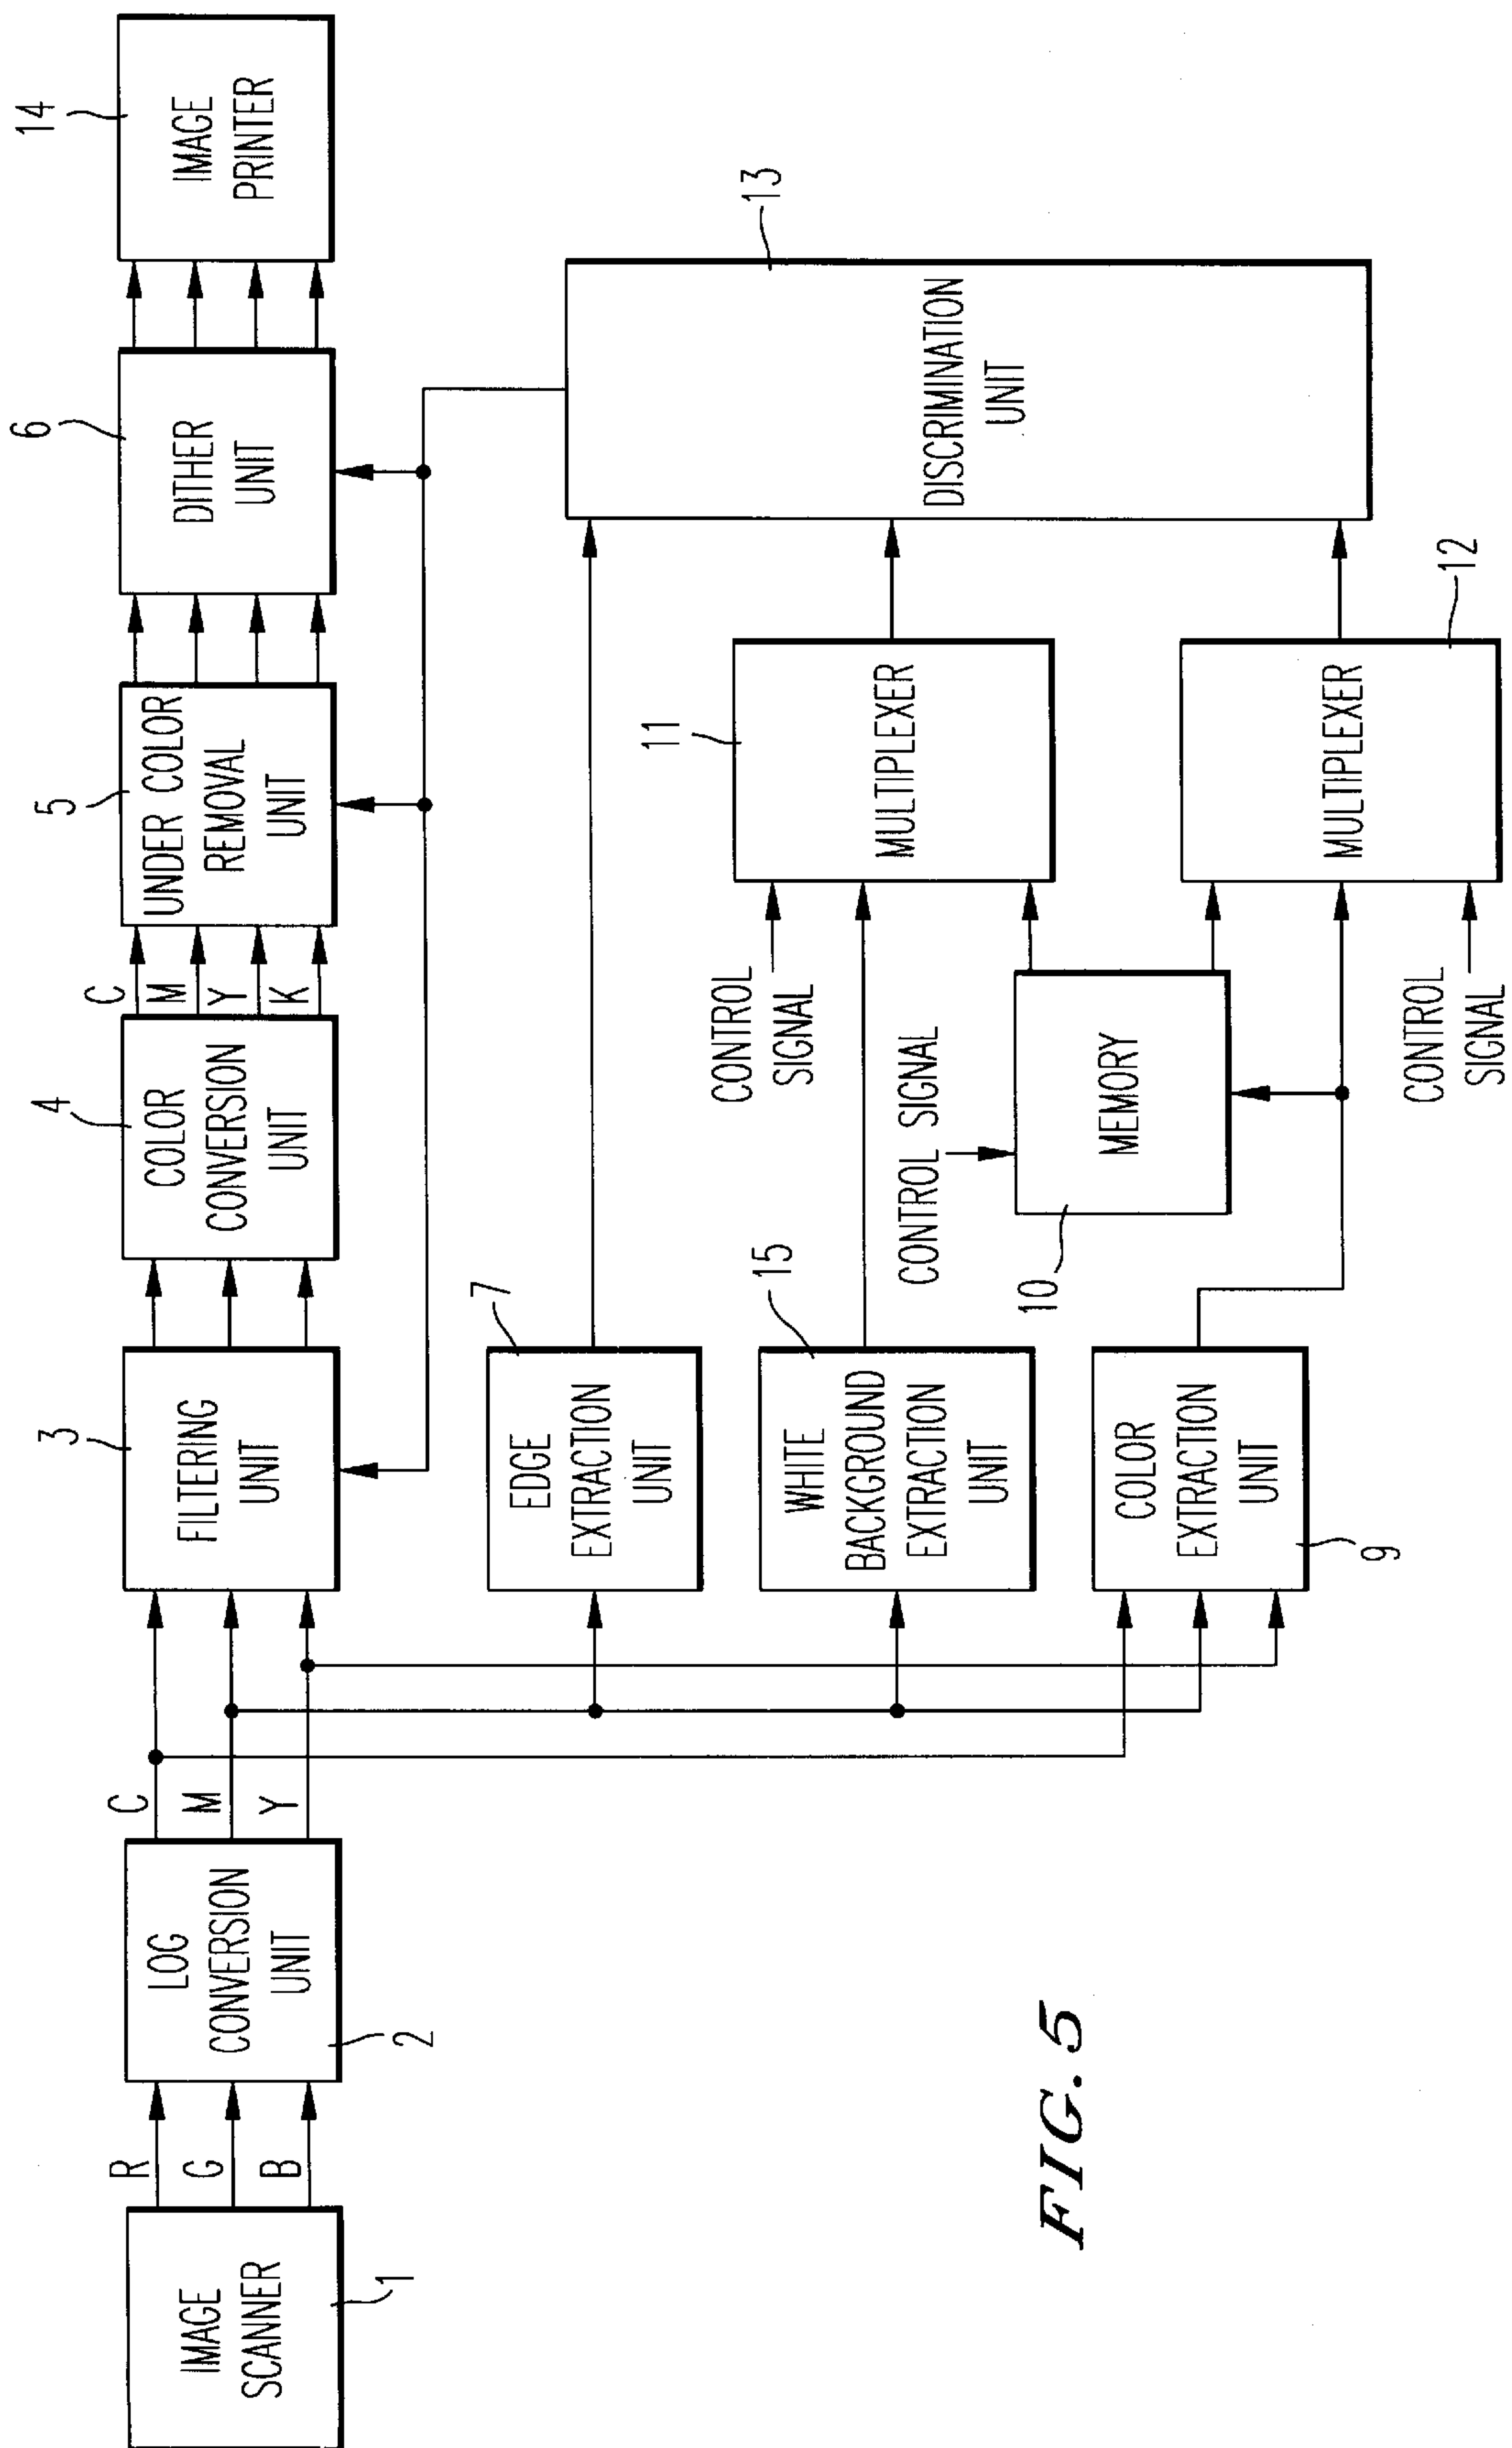 IMAGE
SCANNER
1
R
G
B
LOG
CONVERSION
UNIT
2
C
M
Y
FILTERING
UNIT
3
COLOR
CONVERSION
UNIT
4
C
M
Y
K
UNDER COLOR
REMOVAL
UNIT
5
DITHER
UNIT
6
IMAGE
PRINTER
14
EDGE
EXTRACTION
UNIT
7
WHITE
BACKGROUND
EXTRACTION
UNIT
15
COLOR
EXTRACTION
UNIT
9
CONTROL SIGNAL
MEMORY
10
CONTROL
SIGNAL
MULTIPLEXER
11
CONTROL
SIGNAL
MULTIPLEXER
12
DISCRIMINATION
UNIT
13
FIG. 5